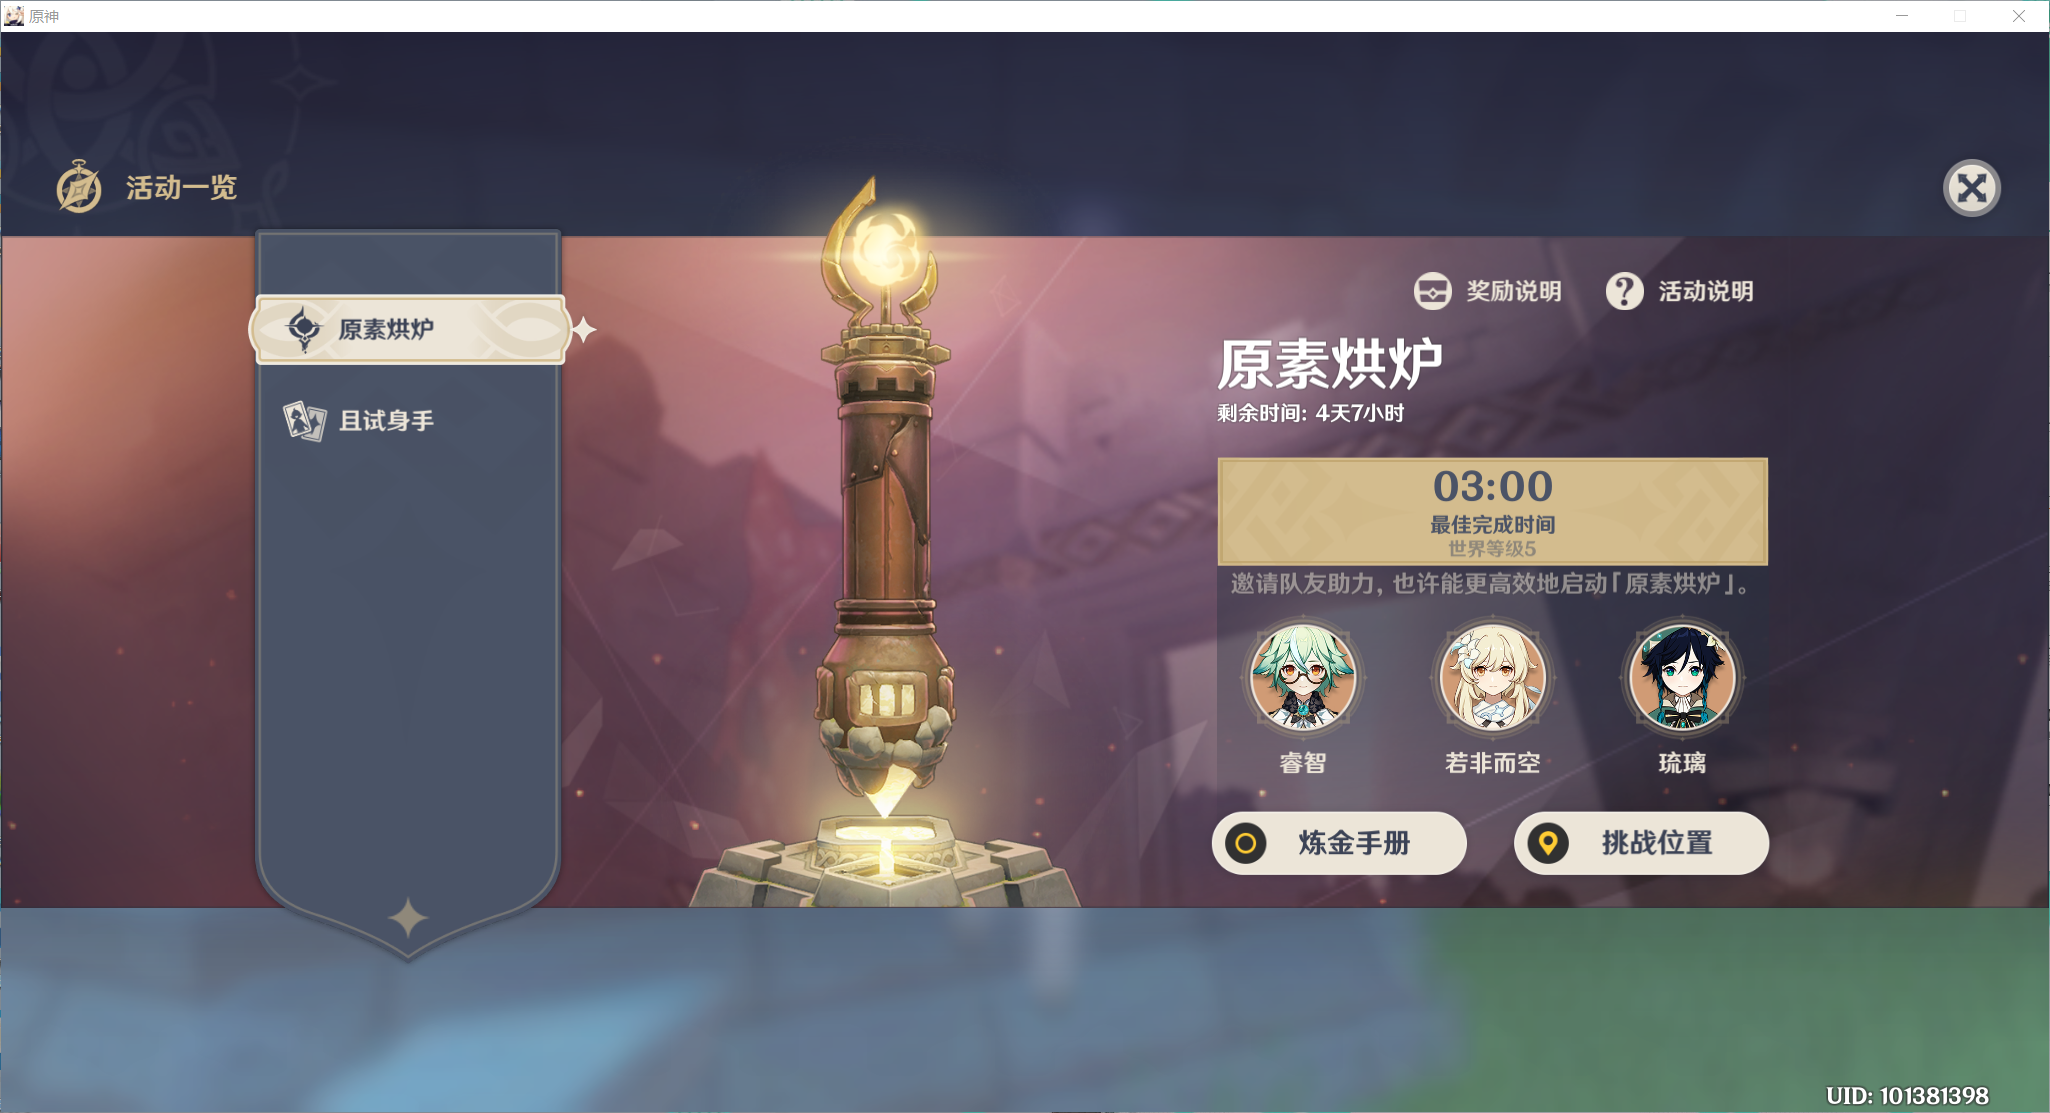 原神
活动一览
原素烘炉
且试身手
奖励说明
活动说明
原素烘炉
剩余时间: 4天7小时
03:00
最佳完成时间
世界等级5
邀请队友助力，也许能更高效地启动「原素烘炉」。
睿智
若非而空
琉璃
炼金手册
挑战位置
UID: 101381398